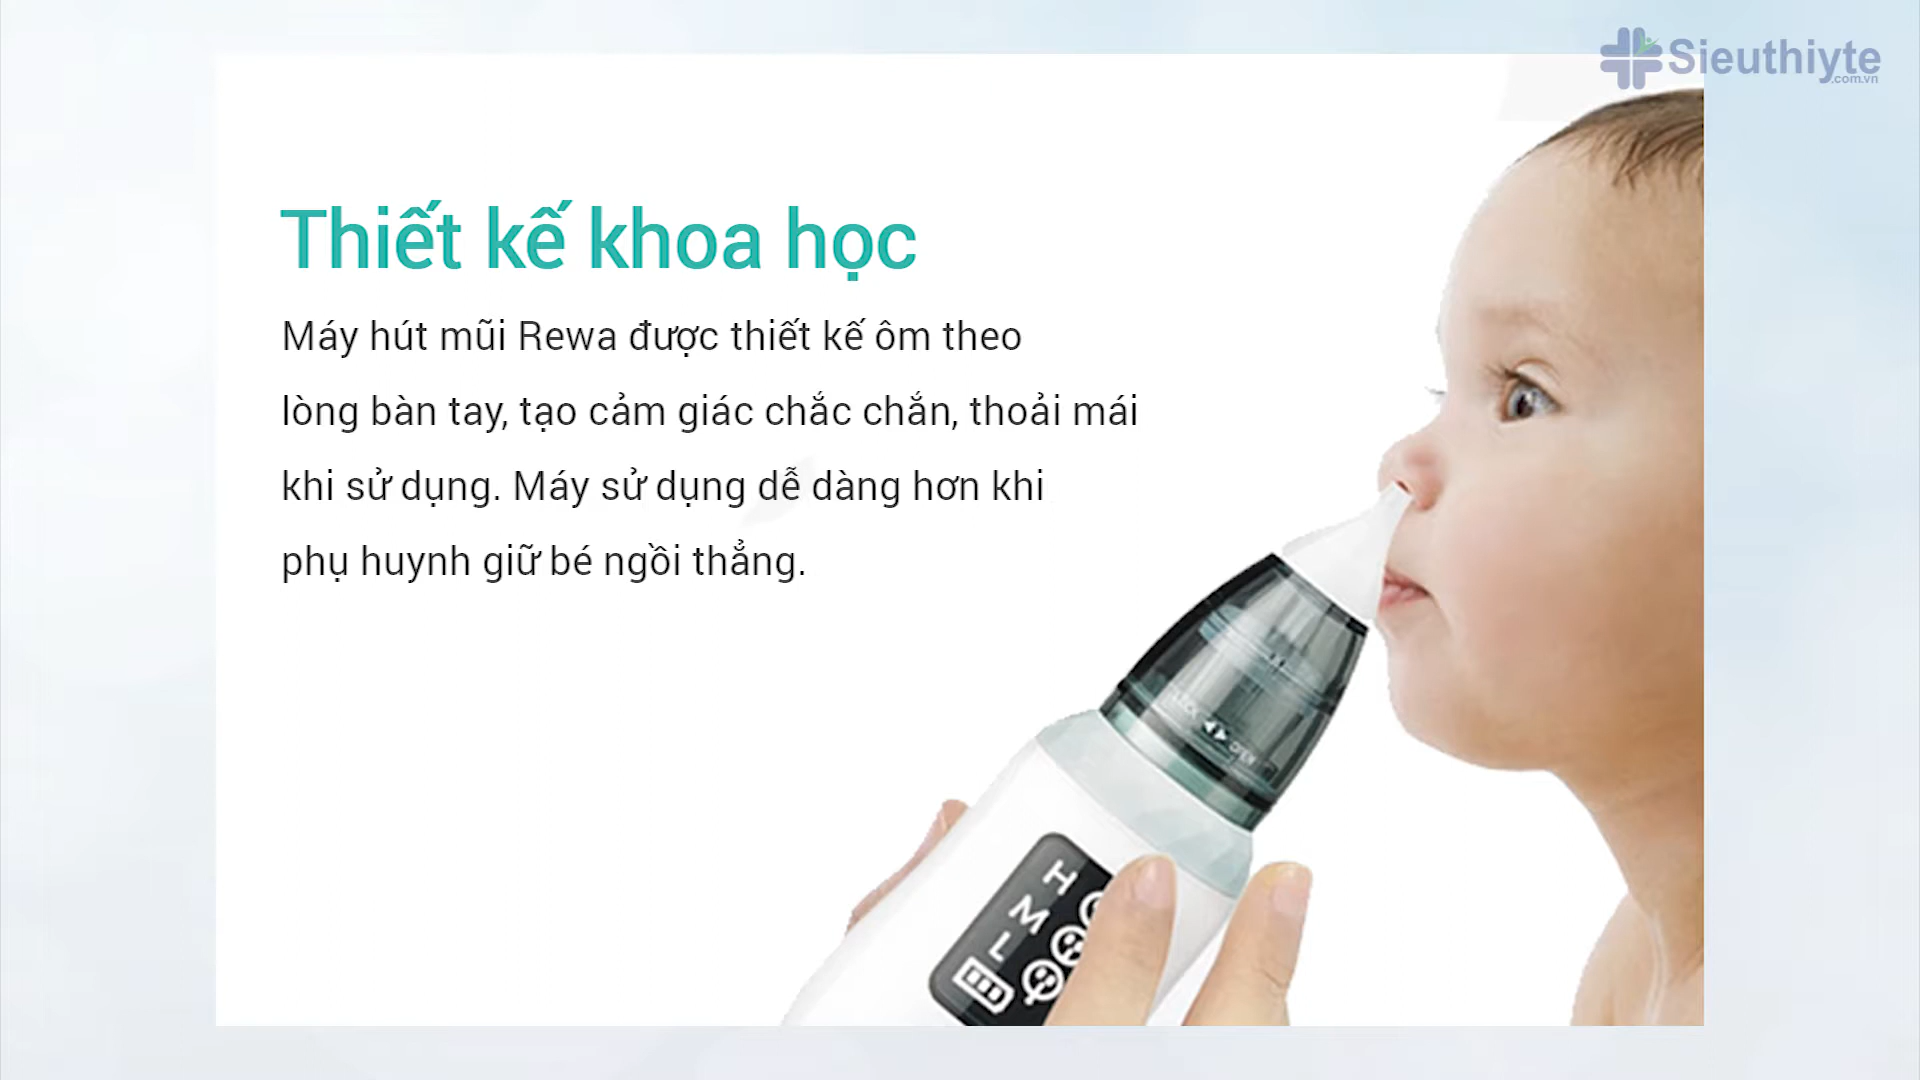 Sieuthiyte
.com.vn
Thiết kế khoa học
Máy hút mũi Rewa được thiết kế ôm theo
lòng bàn tay, tạo cảm giác chắc chắn, thoải mái
khi sử dụng. Máy sử dụng dễ dàng hơn khi
phụ huynh giữ bé ngồi thẳng.
OPEN
H
M
L